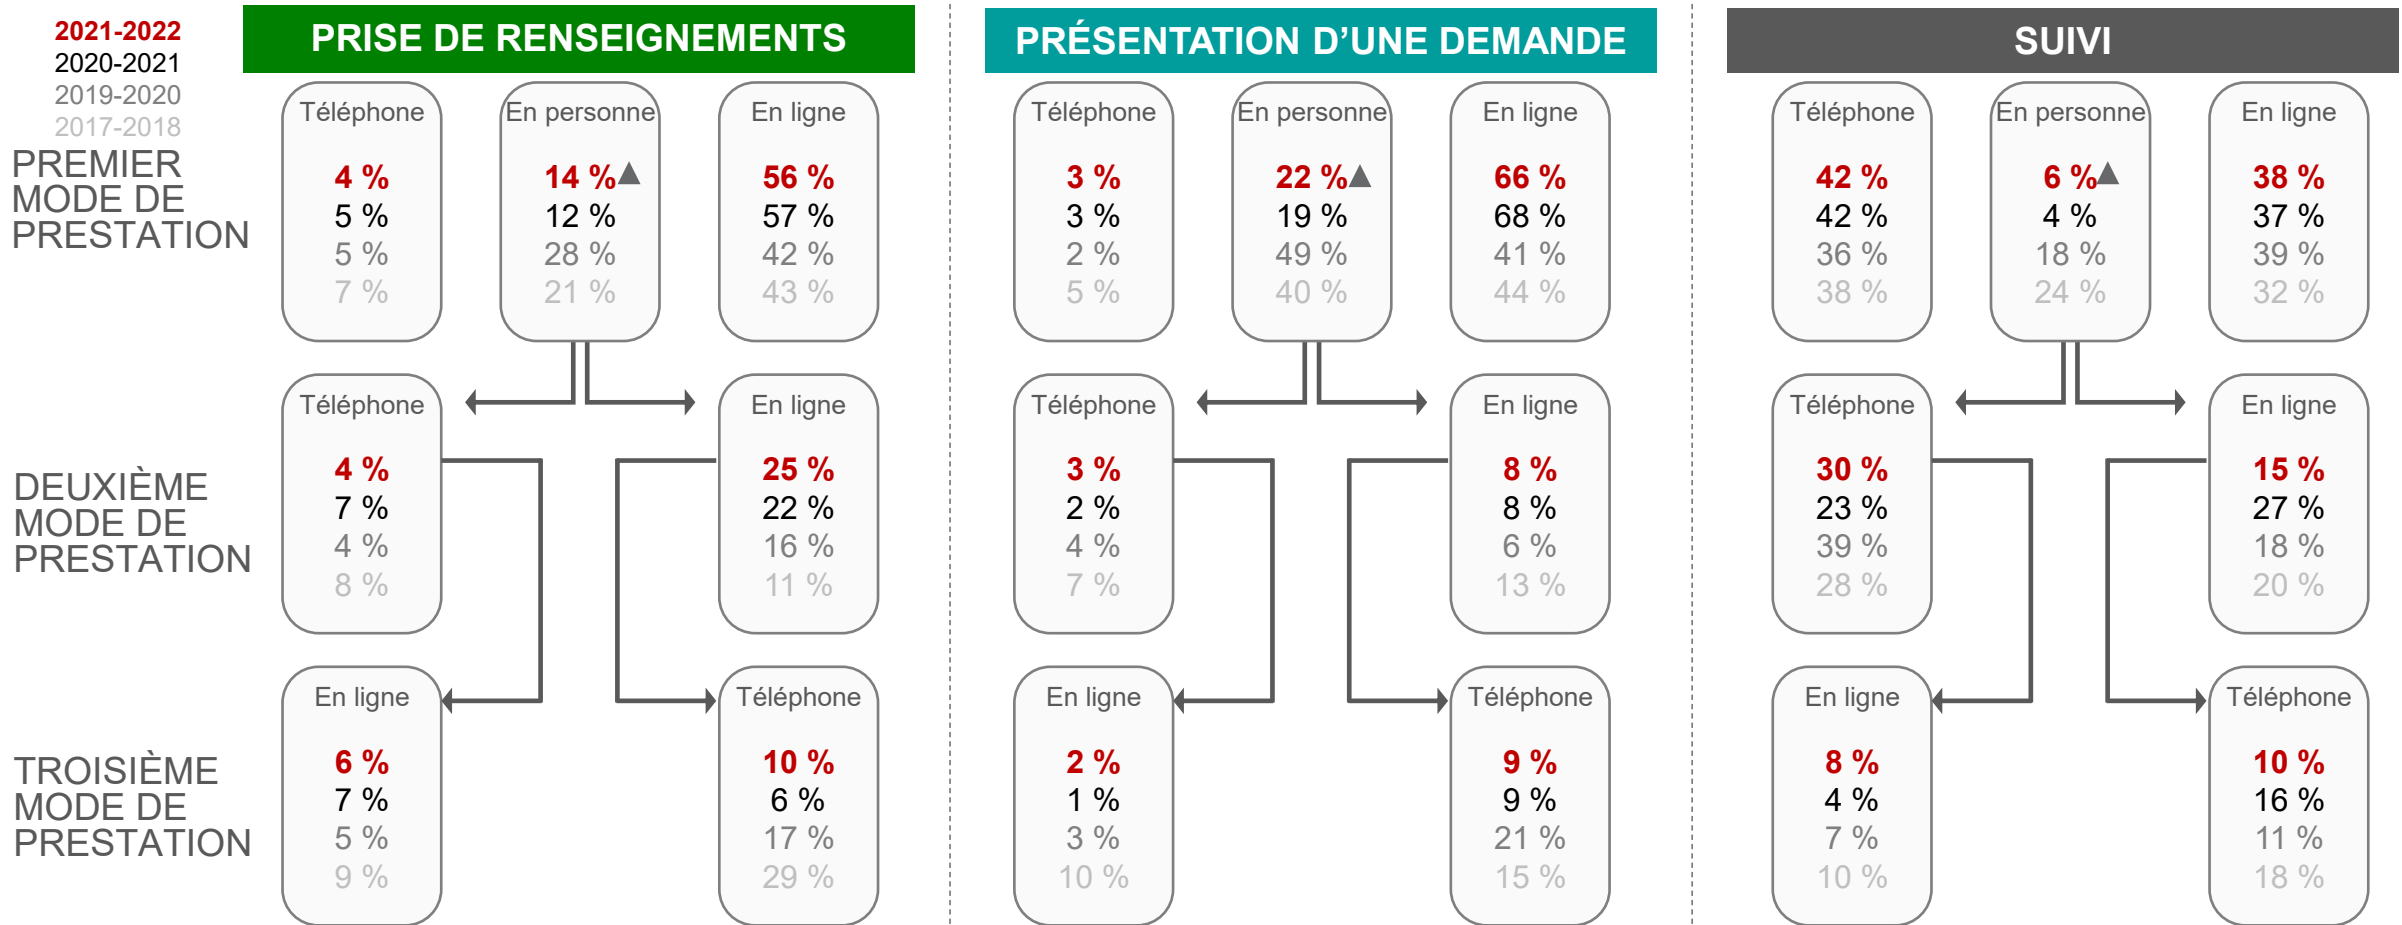 2021-2022
2020-2021
2019-2020
2017-2018
PRISE DE RENSEIGNEMENTS
PRÉSENTATION D’UNE DEMANDE
SUIVI
PREMIER
MODE DE
PRESTATION
Téléphone
4 %
5 %
5 %
7 %
En personne
14 %
12 %
28 %
21 %
En ligne
56 %
57 %
42 %
43 %
Téléphone
3 %
3 %
2 %
5 %
En personne
22 %
19 %
49 %
40 %
En ligne
66 %
68 %
41 %
44 %
Téléphone
42 %
42 %
36 %
38 %
En personne
6 %
4 %
18 %
24 %
En ligne
38 %
37 %
39 %
32 %
DEUXIÈME
MODE DE
PRESTATION
Téléphone
4 %
7 %
4 %
8 %
En ligne
25 %
22 %
16 %
11 %
Téléphone
3 %
2 %
4 %
7 %
En ligne
8 %
8 %
6 %
13 %
Téléphone
30 %
23 %
39 %
28 %
En ligne
15 %
27 %
18 %
20 %
TROISIÈME
MODE DE
PRESTATION
En ligne
6 %
7 %
5 %
9 %
Téléphone
10 %
6 %
17 %
29 %
En ligne
2 %
1 %
3 %
10 %
Téléphone
9 %
9 %
21 %
15 %
En ligne
8 %
4 %
7 %
10 %
Téléphone
10 %
16 %
11 %
18 %